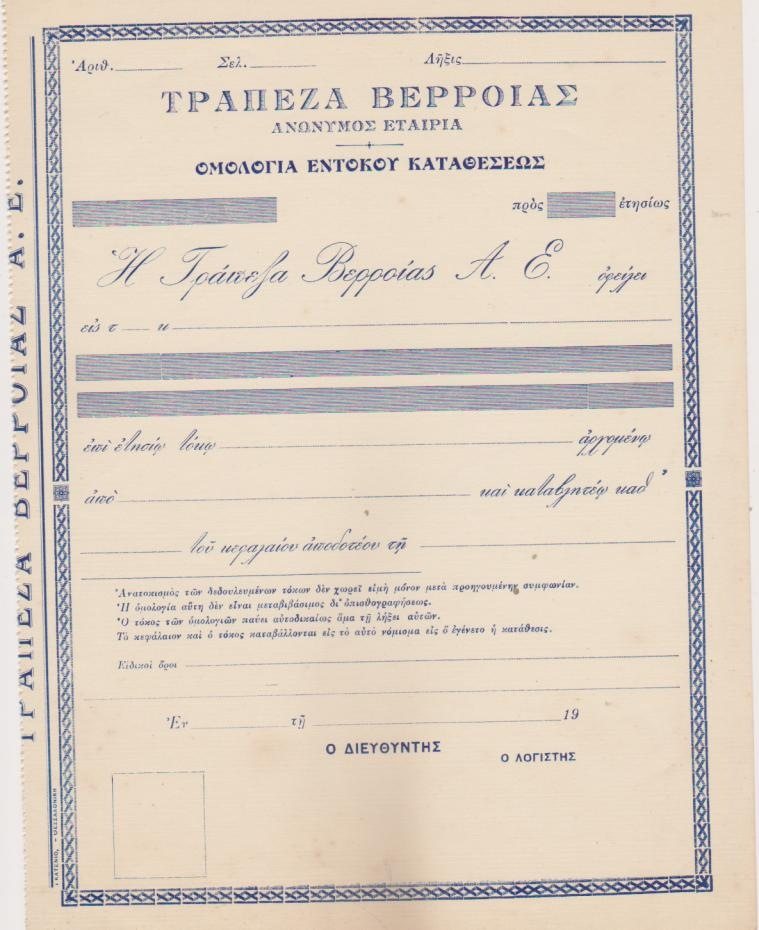 Ἀριθ. Σελ. Λῆξις
ΤΡΑΠΕΖΑ ΒΕΡΡΟΙΑΣ
ΑΝΩΝΥΜΟΣ ΕΤΑΙΡΙΑ
ΟΜΟΛΟΓΙΑ ΕΝΤΟΚΟΥ ΚΑΤΑΘΕΣΕΩΣ
πρὸς ἐτησίως
Ἡ Τράπεζα Βερροίας Α. Ε. ὀφείλει
εἰς τ κ
ἐπὶ ἐτησίῳ τόκῳ ἀρχομένῳ
ἀπὸ καὶ καταβλητέῳ καθ'
τοῦ κεφαλαίου ἀποδοτέου τῇ
Ἀνατοκισμὸς τῶν δεδουλευμένων τόκων δὲν χωρεῖ εἰμὴ μόνον μετὰ προηγουμένην συμφωνίαν.
Ἡ ὁμολογία αὕτη δὲν εἶναι μεταβιβάσιμος δι' ὀπισθογραφήσεως.
Ὁ τόκος τῶν ὁμολογιῶν παύει αὐτοδικαίως ἅμα τῇ λήξει αὐτῶν.
Τὸ κεφάλαιον καὶ ὁ τόκος καταβάλλονται εἰς τὸ αὐτὸ νόμισμα εἰς ὃ ἐγένετο ἡ κατάθεσις.
Εἰδικοὶ ὅροι
Ἐν τῇ 19
Ο ΔΙΕΥΘΥΝΤΗΣ
Ο ΛΟΓΙΣΤΗΣ
ΤΡΑΠΕΖΑ ΒΕΡΡΟΙΑΣ Α. Ε.
ΘΕΣΣΑΛΟΝΙΚΗ